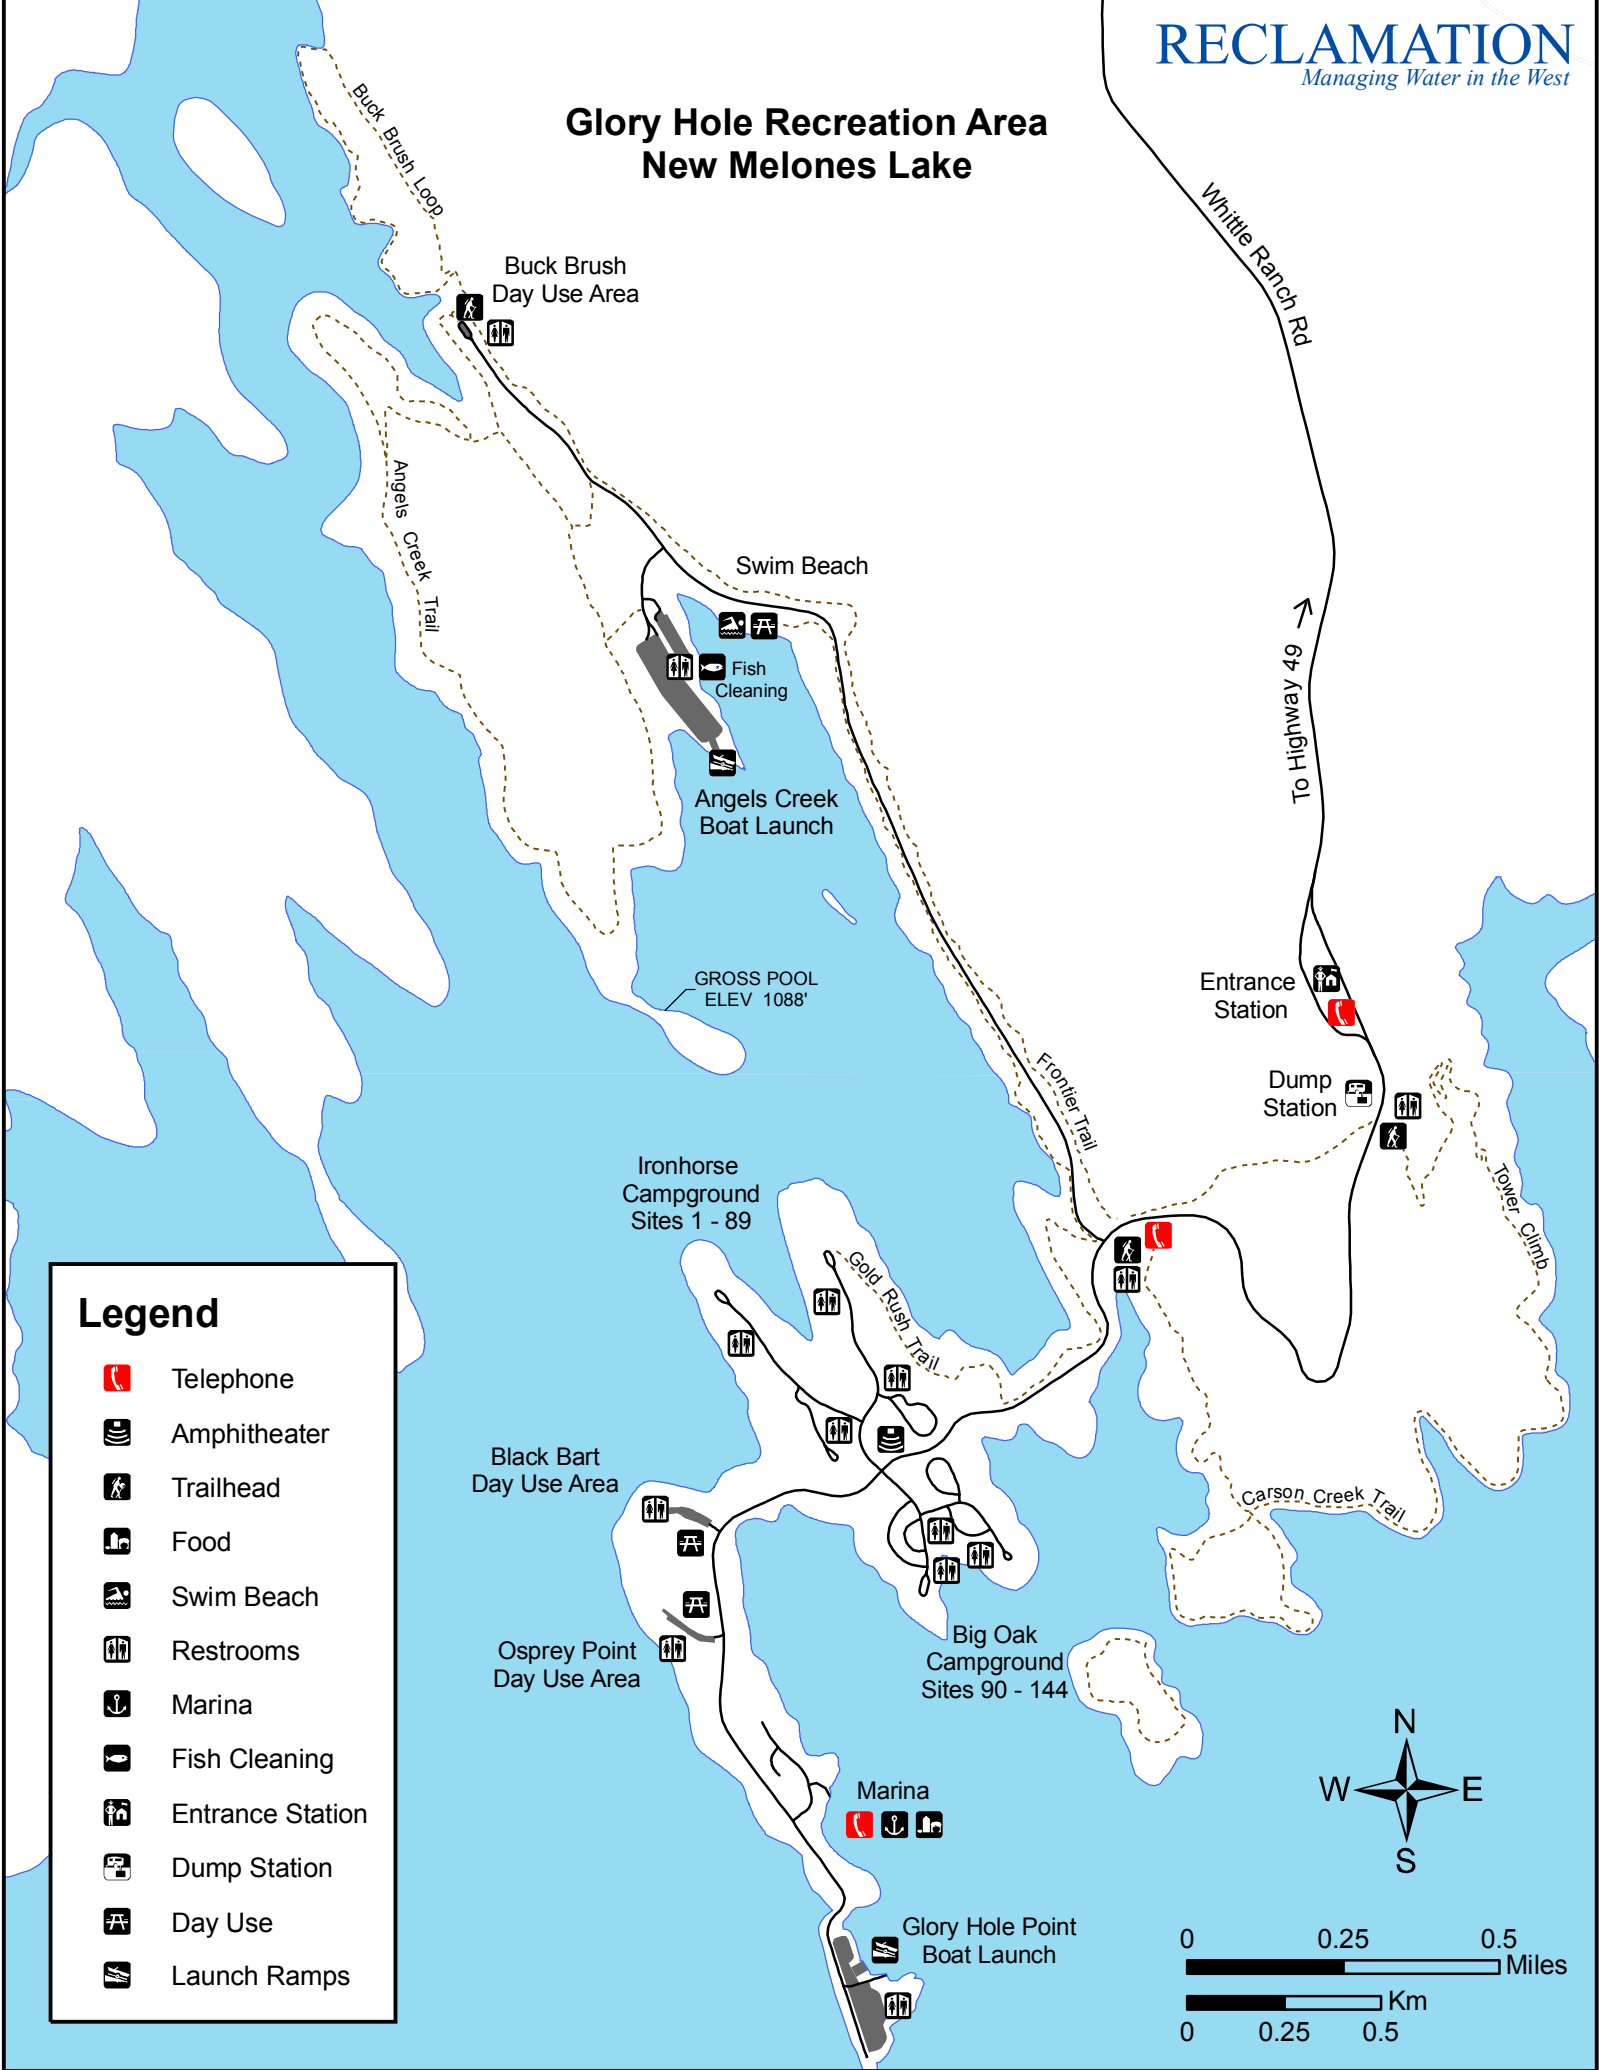 RECLAMATION
Managing Water in the West
Glory Hole Recreation Area
New Melones Lake
Buck Brush Loop
Whittle Ranch Rd
Buck Brush
Day Use Area
Angels Creek Trail
Swim Beach
Fish
Cleaning
To Highway 49
Angels Creek
Boat Launch
GROSS POOL
ELEV 1088'
Entrance
Station
Frontier Trail
Dump
Station
Ironhorse
Campground
Sites 1 - 89
Tower Climb
Gold Rush Trail
Black Bart
Day Use Area
Carson Creek Trail
Osprey Point
Day Use Area
Big Oak
Campground
Sites 90 - 144
Marina
Glory Hole Point
Boat Launch
Legend
Telephone
Amphitheater
Trailhead
Food
Swim Beach
Restrooms
Marina
Fish Cleaning
Entrance Station
Dump Station
Day Use
Launch Ramps
N
W E
S
0 0.25 0.5
Miles
Km
0 0.25 0.5